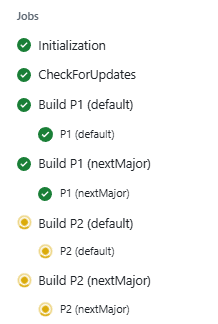 Jobs
Initialization
CheckForUpdates
Build P1 (default)
P1 (default)
Build P1 (nextMajor)
P1 (nextMajor)
Build P2 (default)
P2 (default)
Build P2 (nextMajor)
P2 (nextMajor)